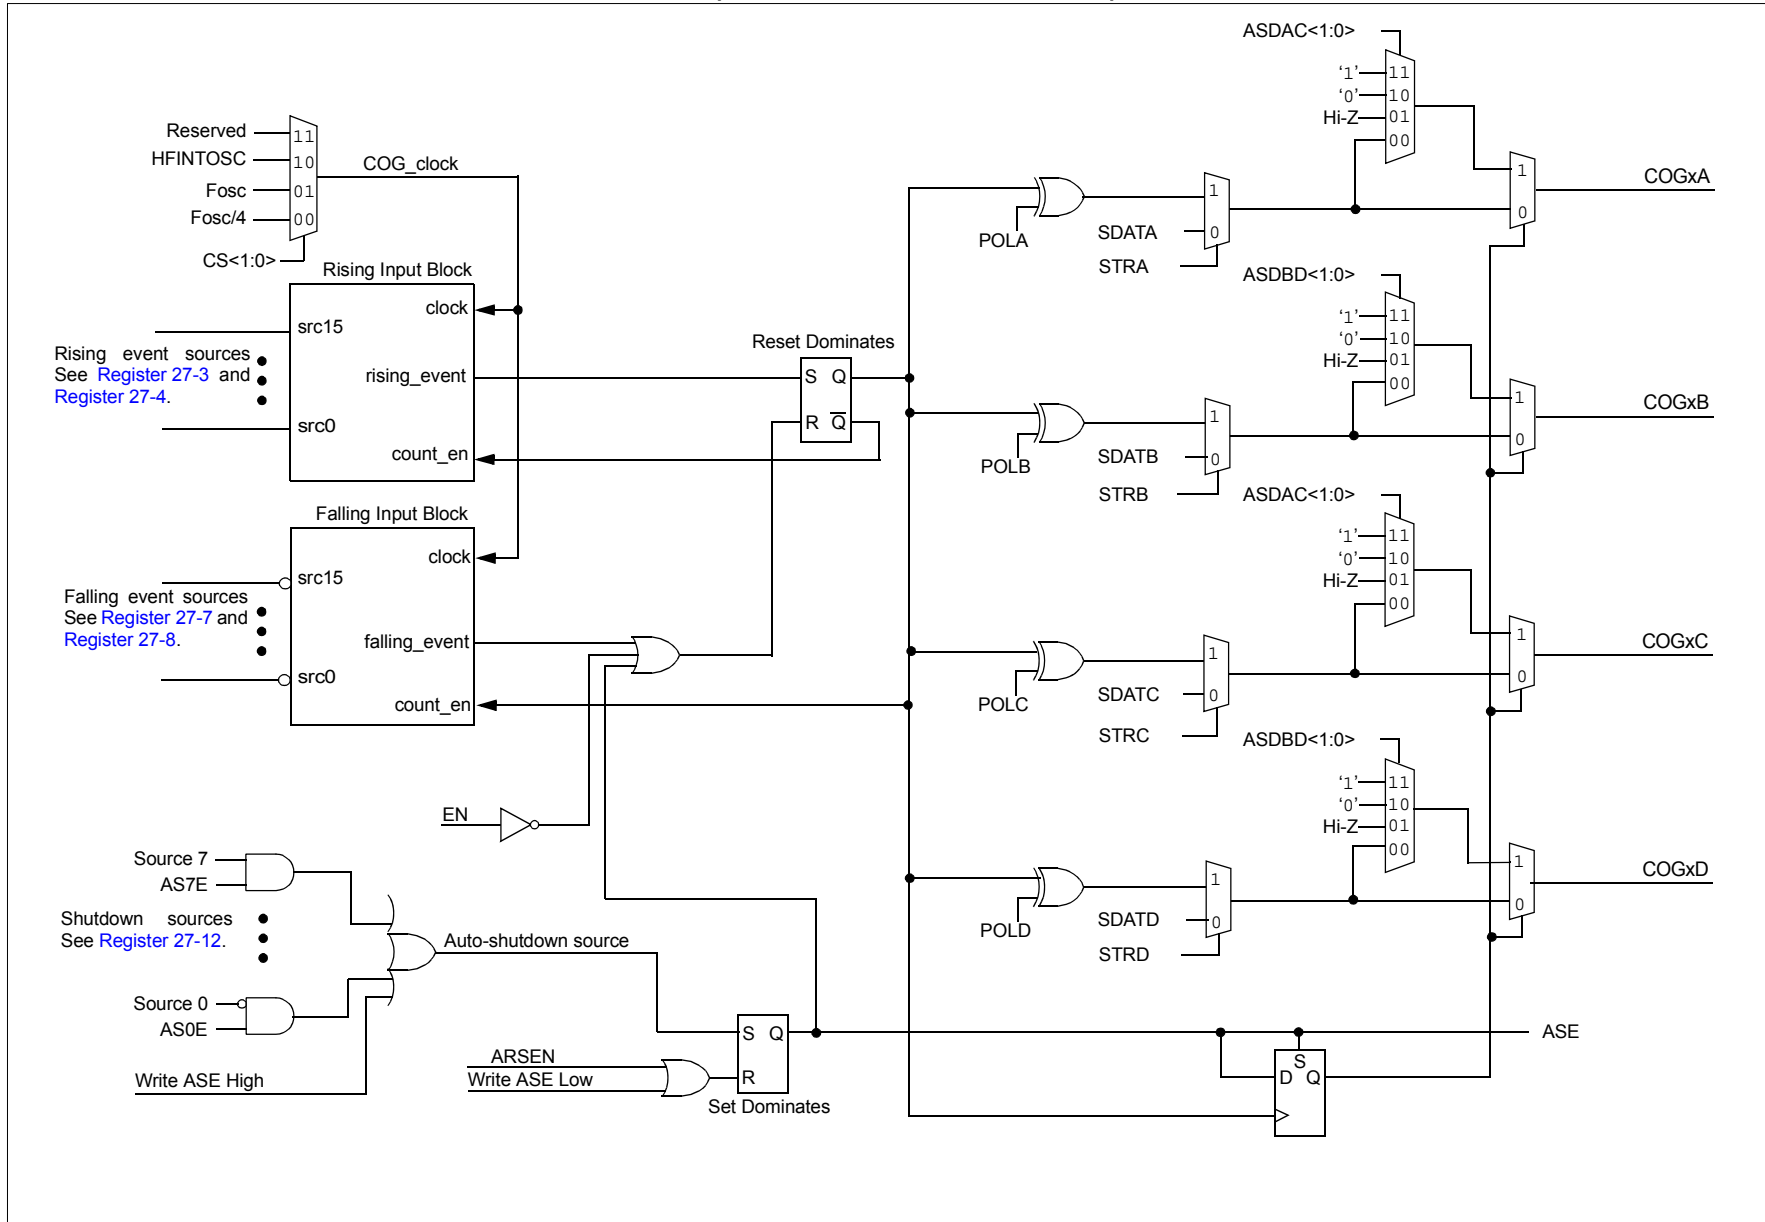 Reserved
HFINTOSC
Fosc
Fosc/4
11
10
01
00
CS<1:0>
COG_clock
Rising Input Block
clock
src15
Rising event sources
See Register 27-3 and
Register 27-4.
rising_event
src0
count_en
Falling Input Block
clock
src15
Falling event sources
See Register 27-7 and
Register 27-8.
falling_event
src0
count_en
Reset Dominates
S Q
R Q
EN
Source 7
AS7E
Shutdown sources
See Register 27-12.
Source 0
AS0E
Write ASE High
Auto-shutdown source
ARSEN
Write ASE Low
S Q
R
Set Dominates
ASE
S
D Q
ASDAC<1:0>
‘1’ 11
‘0’ 10
Hi-Z 01
00
POLA
SDATA
STRA
1
0
1
0
COGxA
ASDBD<1:0>
‘1’ 11
‘0’ 10
Hi-Z 01
00
POLB
SDATB
STRB
1
0
1
0
COGxB
ASDAC<1:0>
‘1’ 11
‘0’ 10
Hi-Z 01
00
POLC
SDATC
STRC
1
0
1
0
COGxC
ASDBD<1:0>
‘1’ 11
‘0’ 10
Hi-Z 01
00
POLD
SDATD
STRD
1
0
1
0
COGxD